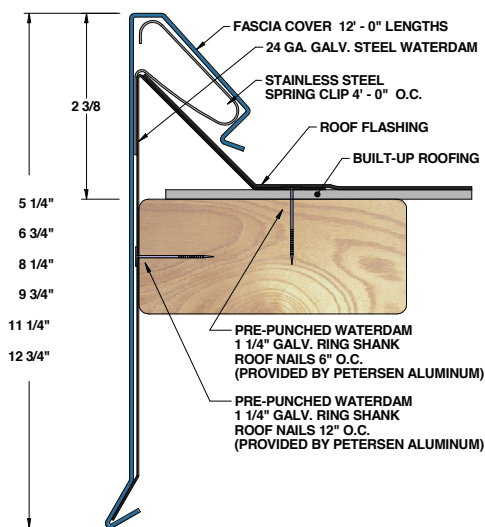 FASCIA COVER 12' - 0" LENGTHS
24 GA. GALV. STEEL WATERDAM
STAINLESS STEEL
SPRING CLIP 4' - 0" O.C.
2 3/8
ROOF FLASHING
BUILT-UP ROOFING
5 1/4"
6 3/4"
8 1/4"
9 3/4"
11 1/4"
12 3/4"
PRE-PUNCHED WATERDAM
1 1/4" GALV. RING SHANK
ROOF NAILS 6" O.C.
(PROVIDED BY PETERSEN ALUMINUM)
PRE-PUNCHED WATERDAM
1 1/4" GALV. RING SHANK
ROOF NAILS 12" O.C.
(PROVIDED BY PETERSEN ALUMINUM)